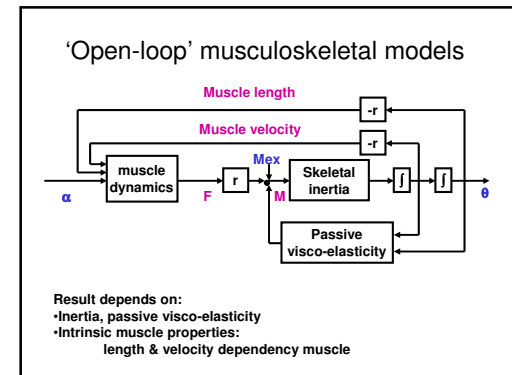 ‘Open-loop’ musculoskeletal models
Muscle length
-r
Muscle velocity
-r
Mex
muscle
dynamics
r
Skeletal
inertia
∫
∫
α
F
M
θ
Passive
visco-elasticity
Result depends on:
•Inertia, passive visco-elasticity
•Intrinsic muscle properties:
length & velocity dependency muscle